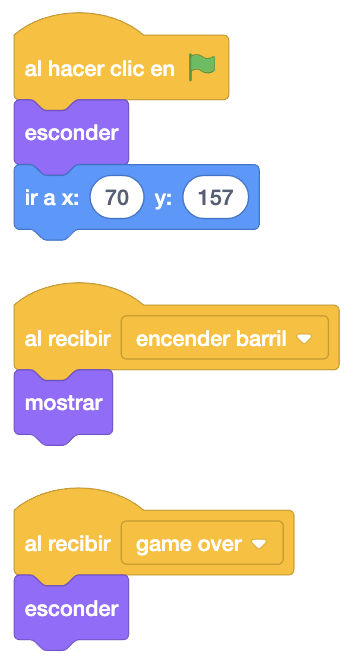 al hacer clic en
esconder
ir a x: 70 y: 157
al recibir encender barril
mostrar
al recibir game over
esconder